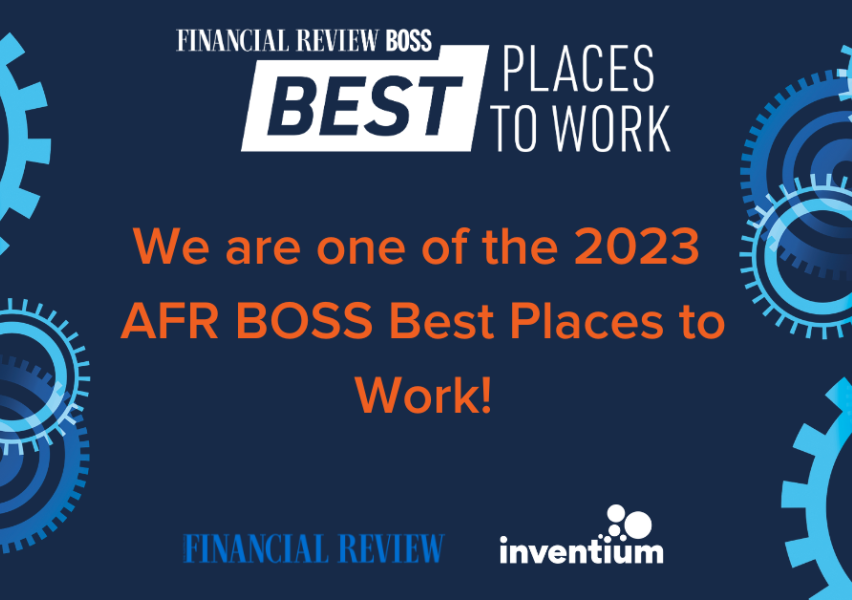 FINANCIAL REVIEW BOSS
BEST PLACES
TO WORK
We are one of the 2023
AFR BOSS Best Places to
Work!
FINANCIAL REVIEW
inventium